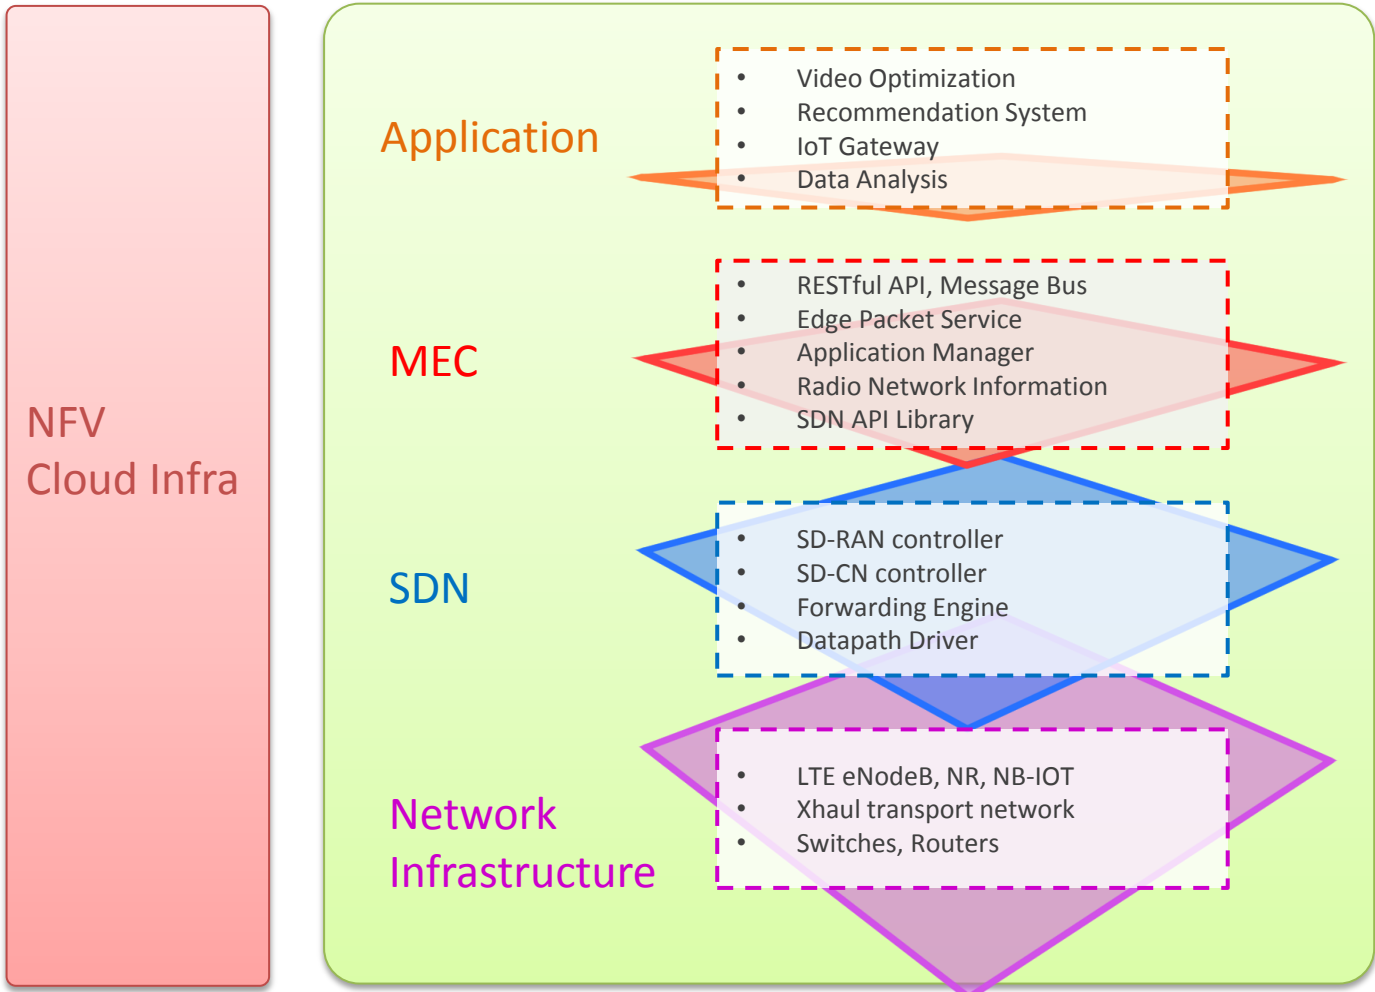 NFV
Cloud Infra
Application
• Video Optimization
• Recommendation System
• IoT Gateway
• Data Analysis
MEC
• RESTful API, Message Bus
• Edge Packet Service
• Application Manager
• Radio Network Information
• SDN API Library
SDN
• SD-RAN controller
• SD-CN controller
• Forwarding Engine
• Datapath Driver
Network
Infrastructure
• LTE eNodeB, NR, NB-IOT
• Xhaul transport network
• Switches, Routers